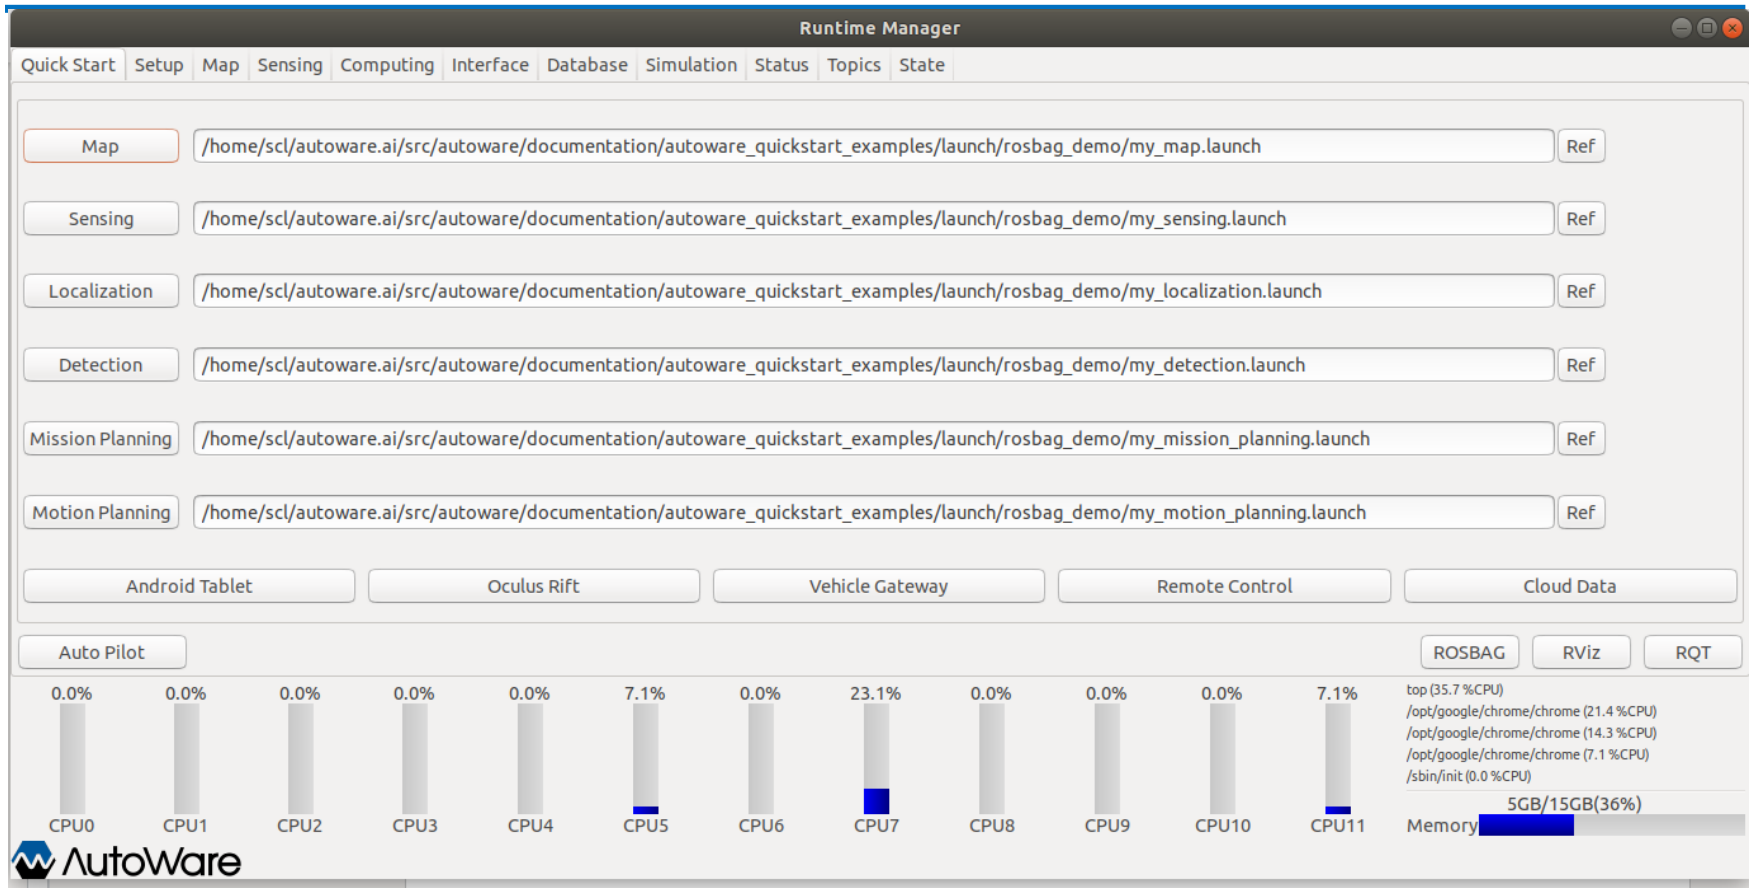 Runtime Manager
Quick Start Setup Map Sensing Computing Interface Database Simulation Status Topics State
Map /home/scl/autoware.ai/src/autoware/documentation/autoware_quickstart_examples/launch/rosbag_demo/my_map.launch Ref
Sensing /home/scl/autoware.ai/src/autoware/documentation/autoware_quickstart_examples/launch/rosbag_demo/my_sensing.launch Ref
Localization /home/scl/autoware.ai/src/autoware/documentation/autoware_quickstart_examples/launch/rosbag_demo/my_localization.launch Ref
Detection /home/scl/autoware.ai/src/autoware/documentation/autoware_quickstart_examples/launch/rosbag_demo/my_detection.launch Ref
Mission Planning /home/scl/autoware.ai/src/autoware/documentation/autoware_quickstart_examples/launch/rosbag_demo/my_mission_planning.launch Ref
Motion Planning /home/scl/autoware.ai/src/autoware/documentation/autoware_quickstart_examples/launch/rosbag_demo/my_motion_planning.launch Ref
Android Tablet Oculus Rift Vehicle Gateway Remote Control Cloud Data
Auto Pilot ROSBAG RViz RQT
0.0% 0.0% 0.0% 0.0% 0.0% 7.1% 0.0% 23.1% 0.0% 0.0% 0.0% 7.1%
CPU0 CPU1 CPU2 CPU3 CPU4 CPU5 CPU6 CPU7 CPU8 CPU9 CPU10 CPU11
top (35.7 %CPU)
/opt/google/chrome/chrome (21.4 %CPU)
/opt/google/chrome/chrome (14.3 %CPU)
/opt/google/chrome/chrome (7.1 %CPU)
/sbin/init (0.0 %CPU)
5GB/15GB(36%)
Memory
AutoWare